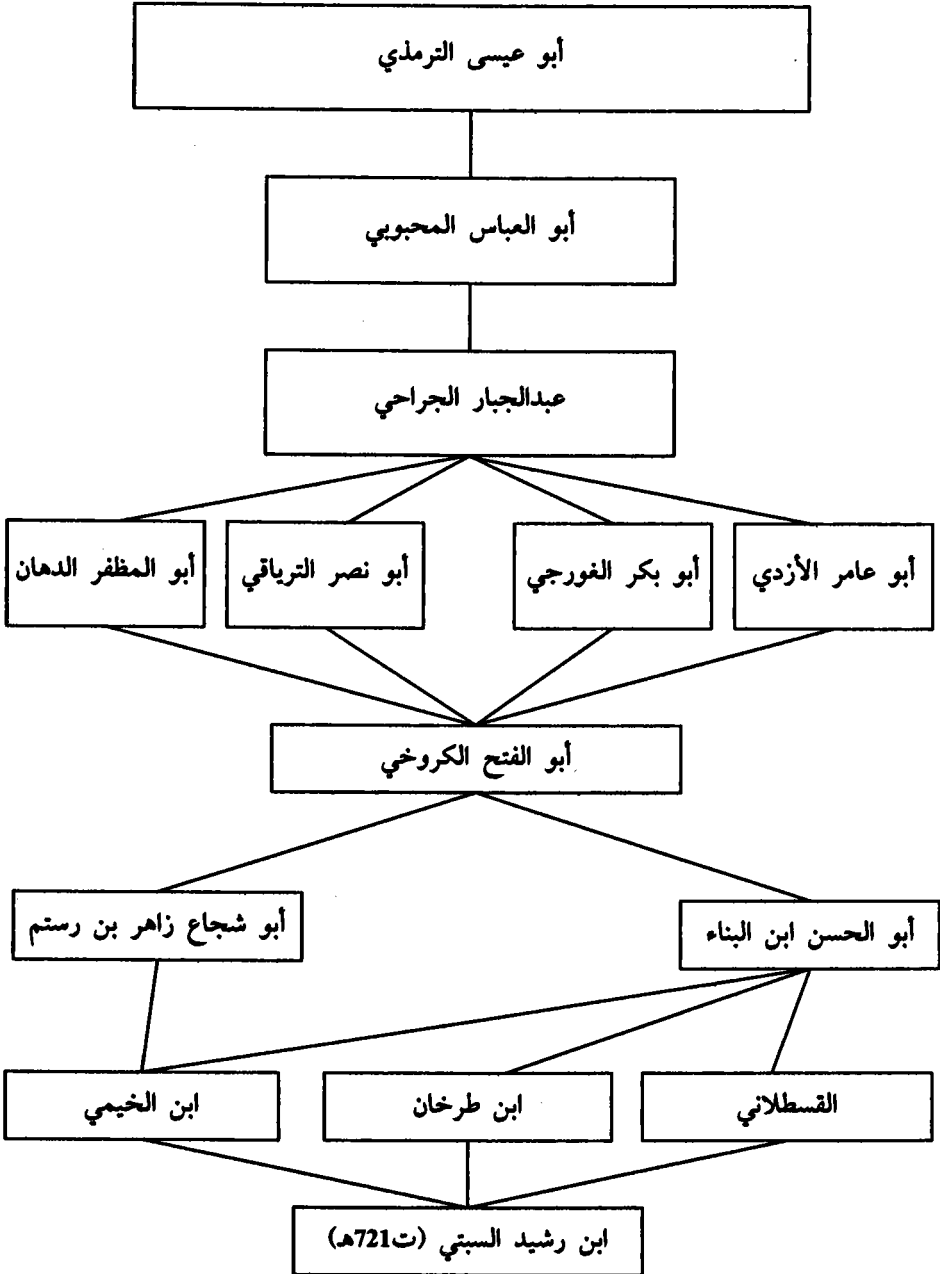 أبو عيسى الترمذي
أبو العباس المحبوبي
عبدالجبار الجراحي
أبو عامر الأزدي
أبو بكر الغورجي
أبو نصر الترياقي
أبو المظفر الدهان
أبو الفتح الكروخي
أبو الحسن ابن البناء
أبو شجاع زاهر بن رستم
القسطلاني
ابن طرخان
ابن الخيمي
ابن رشيد السبتي (ت721هـ)